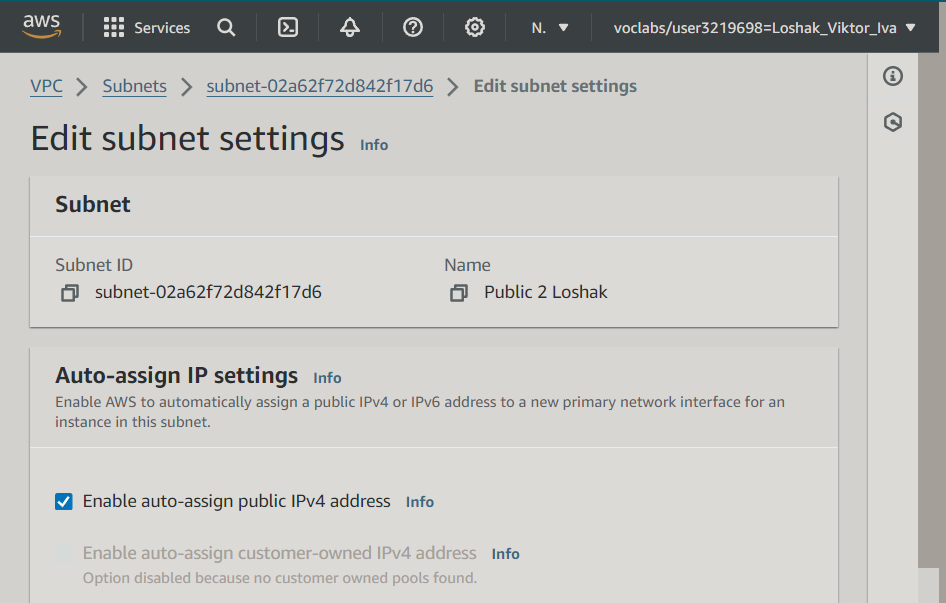 aws Services N. voclabs/user3219698=Loshak_Viktor_Iva
VPC Subnets subnet-02a62f72d842f17d6 Edit subnet settings
Edit subnet settings Info
Subnet
Subnet ID Name
subnet-02a62f72d842f17d6 Public 2 Loshak
Auto-assign IP settings Info
Enable AWS to automatically assign a public IPv4 or IPv6 address to a new primary network interface for an
instance in this subnet.
Enable auto-assign public IPv4 address Info
Enable auto-assign customer-owned IPv4 address Info
Option disabled because no customer owned pools found.